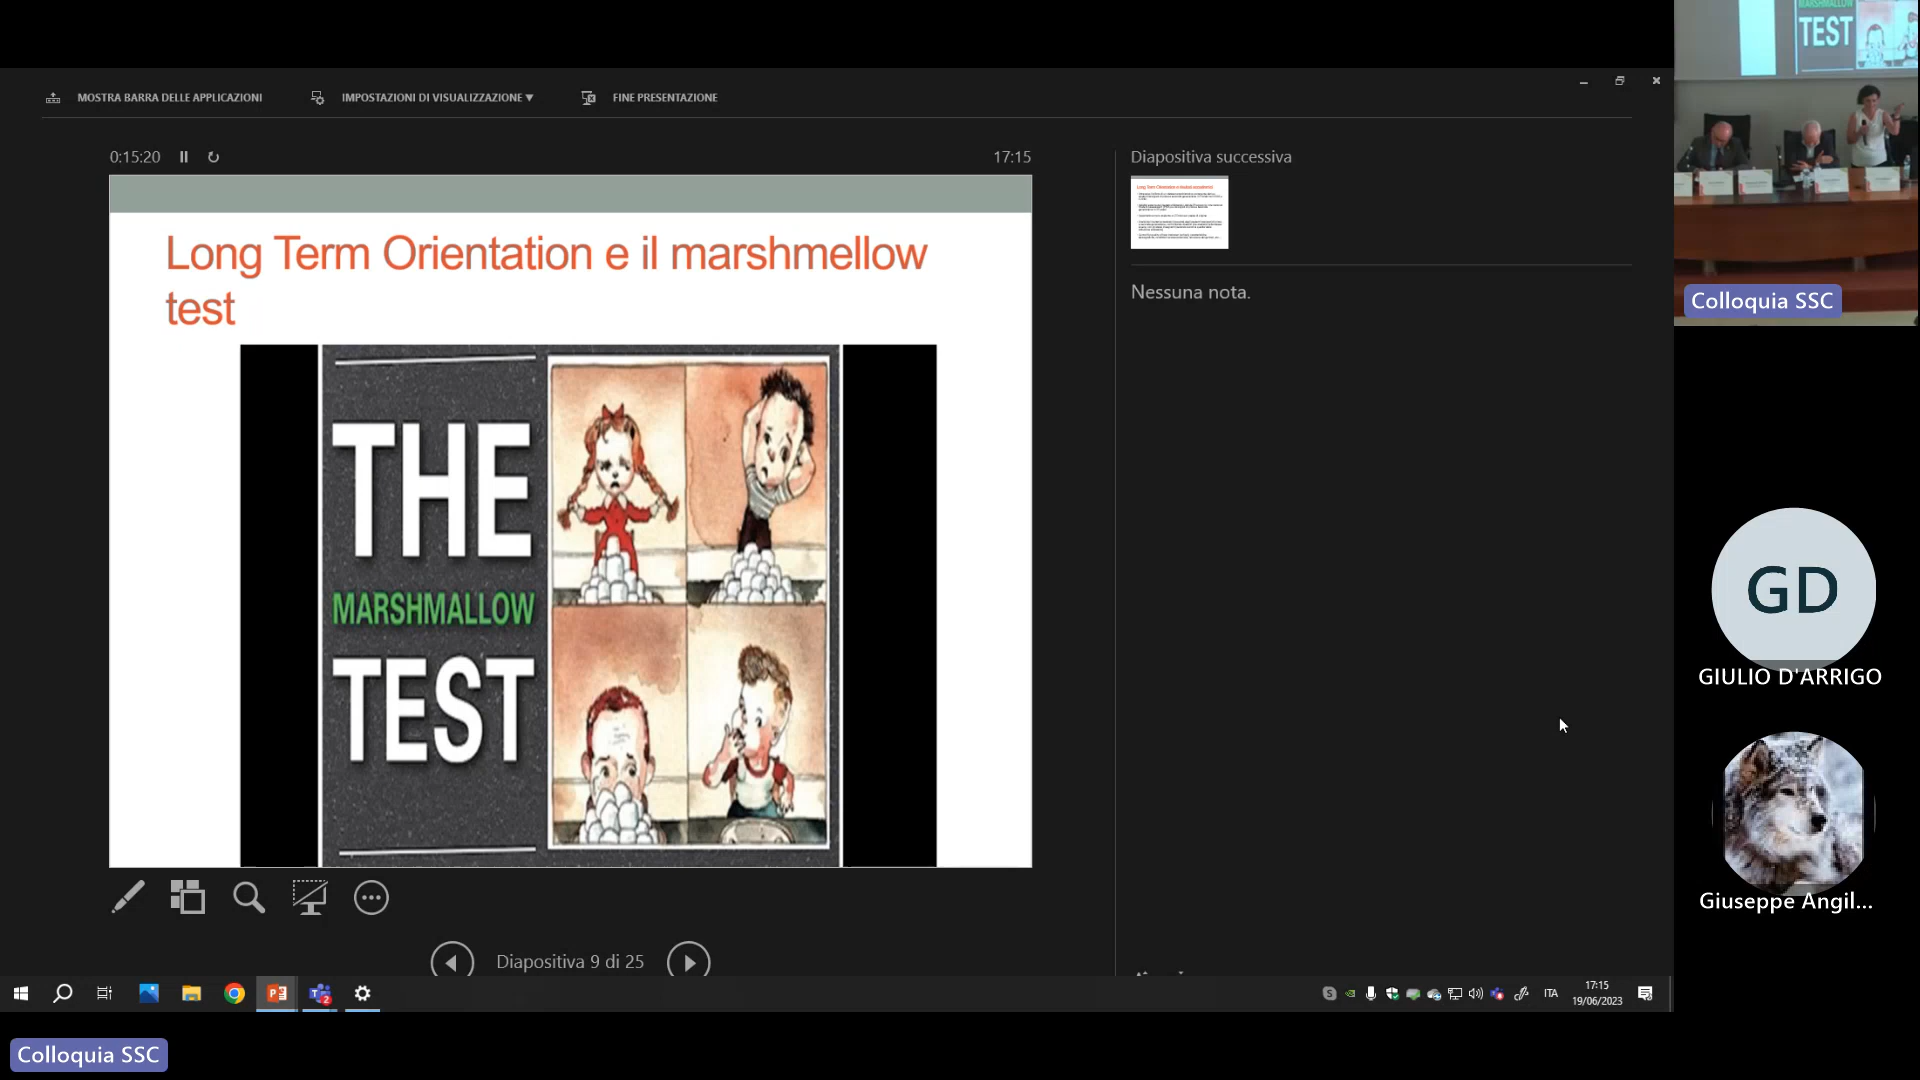 MOSTRA BARRA DELLE APPLICAZIONI
IMPOSTAZIONI DI VISUALIZZAZIONE ▼
FINE PRESENTAZIONE
0:15:20
17:15
Long Term Orientation e il marshmellow
test
THE
MARSHMALLOW
TEST
Diapositiva 9 di 25
Diapositiva successiva
Nessuna nota.
MARSHMALLOW
TEST
Colloquia SSC
GD
GIULIO D'ARRIGO
Giuseppe Angil...
ITA
17:15
19/06/2023
Colloquia SSC